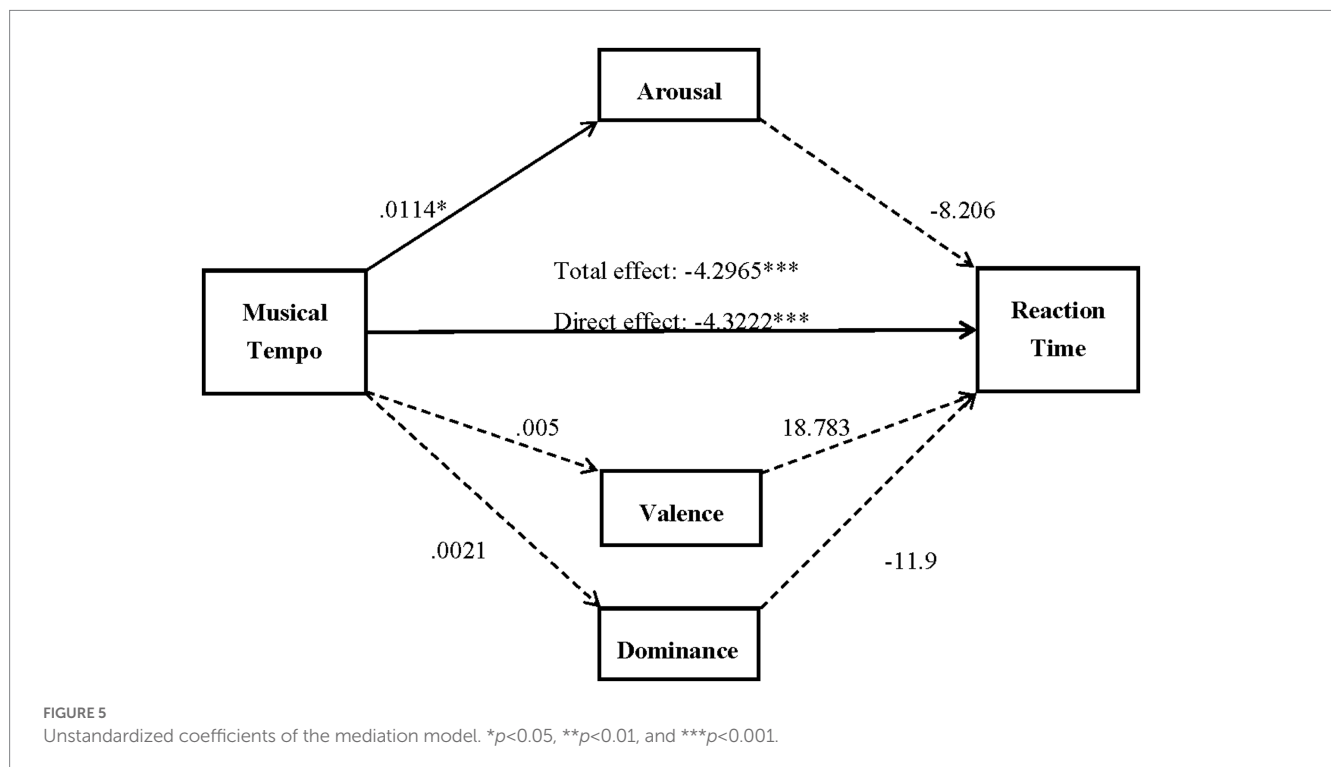 Arousal
.0114*
-8.206
Total effect: -4.2965***
Musical
Tempo
Direct effect: -4.3222***
Reaction
Time
.005
18.783
Valence
.0021
-11.9
Dominance
FIGURE 5
Unstandardized coefficients of the mediation model. *p<0.05, **p<0.01, and ***p<0.001.